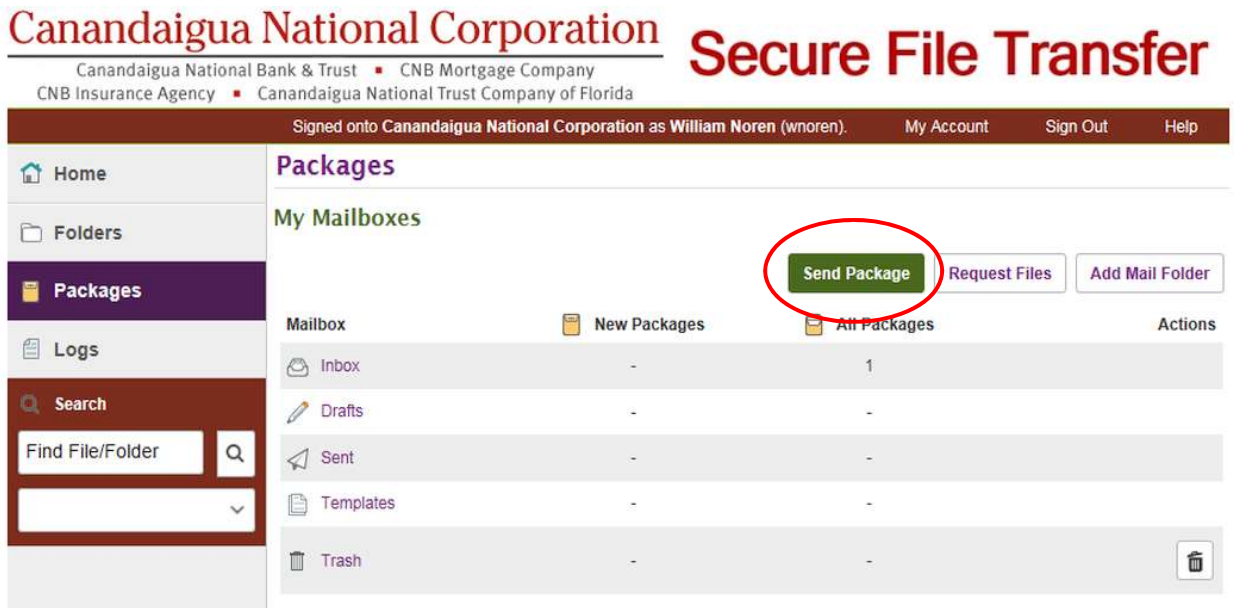 Canandaigua National Corporation
Secure File Transfer
Canandaigua National Bank & Trust ▪ CNB Mortgage Company
CNB Insurance Agency ▪ Canandaigua National Trust Company of Florida
Signed onto Canandaigua National Corporation as William Noren (wnoren). My Account Sign Out Help
Home
Folders
Packages
Logs
Search
Find File/Folder
Packages
My Mailboxes
Send Package Request Files Add Mail Folder
Mailbox New Packages All Packages Actions
Inbox - 1
Drafts - -
Sent - -
Templates - -
Trash - -